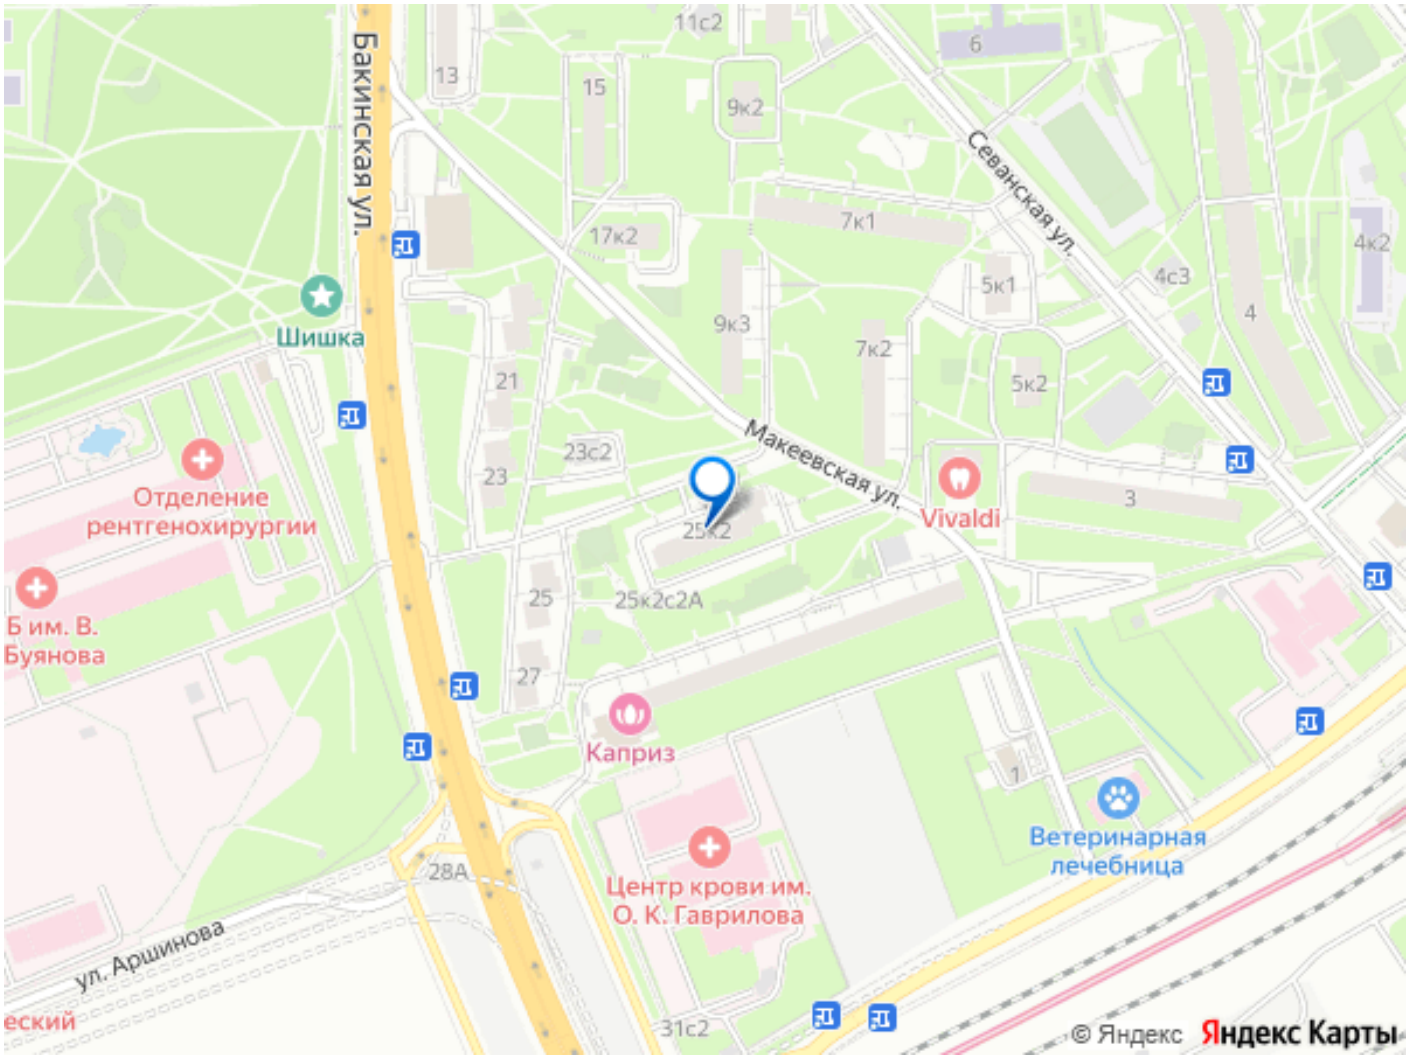 11с2
6
13
15
9к2
Бакинская ул.
Севанская ул.
7к1
17к2
4к2
4с3
5к1
Шишка
9к3
4
7к2
21
5к2
Макеевская ул.
23с2
23
Отделение
рентгенохирургии
3
Vivaldi
25к2
25
25к2с2А
Б им. В.
Буянова
27
Каприз
1
Ветеринарная
лечебница
28А
Центр крови им.
О. К. Гаврилова
ул. Аршинова
еский
31с2
© Яндекс Яндекс Карты